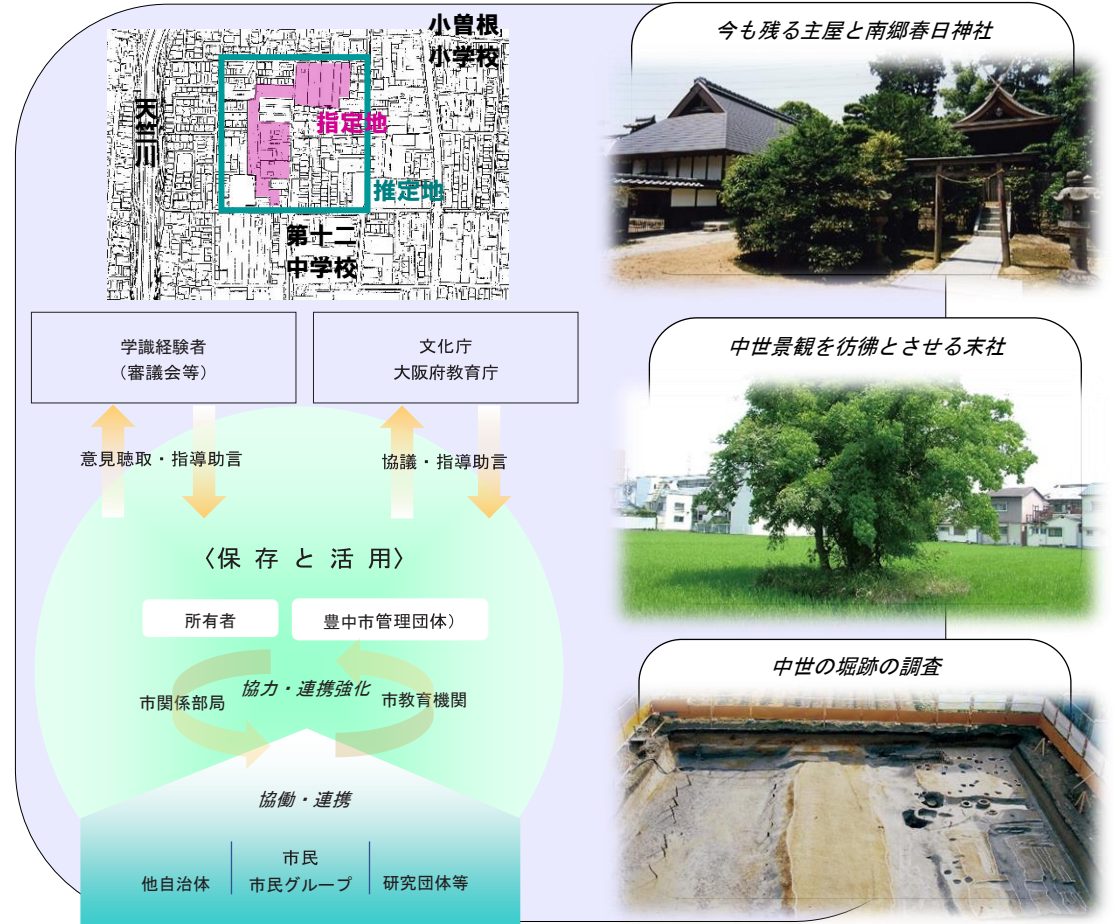 小曽根
小学校
天竺川
指定地
推定地
第十二
中学校
学識経験者
（審議会等）
文化庁
大阪府教育庁
意見聴取・指導助言
協議・指導助言
〈保 存 と 活 用〉
所有者
豊中市管理団体）
協力・連携強化
市関係部局
市教育機関
協働・連携
他自治体
市民
市民グループ
研究団体等
今も残る主屋と南郷春日神社
中世景観を彷彿とさせる末社
中世の堀跡の調査